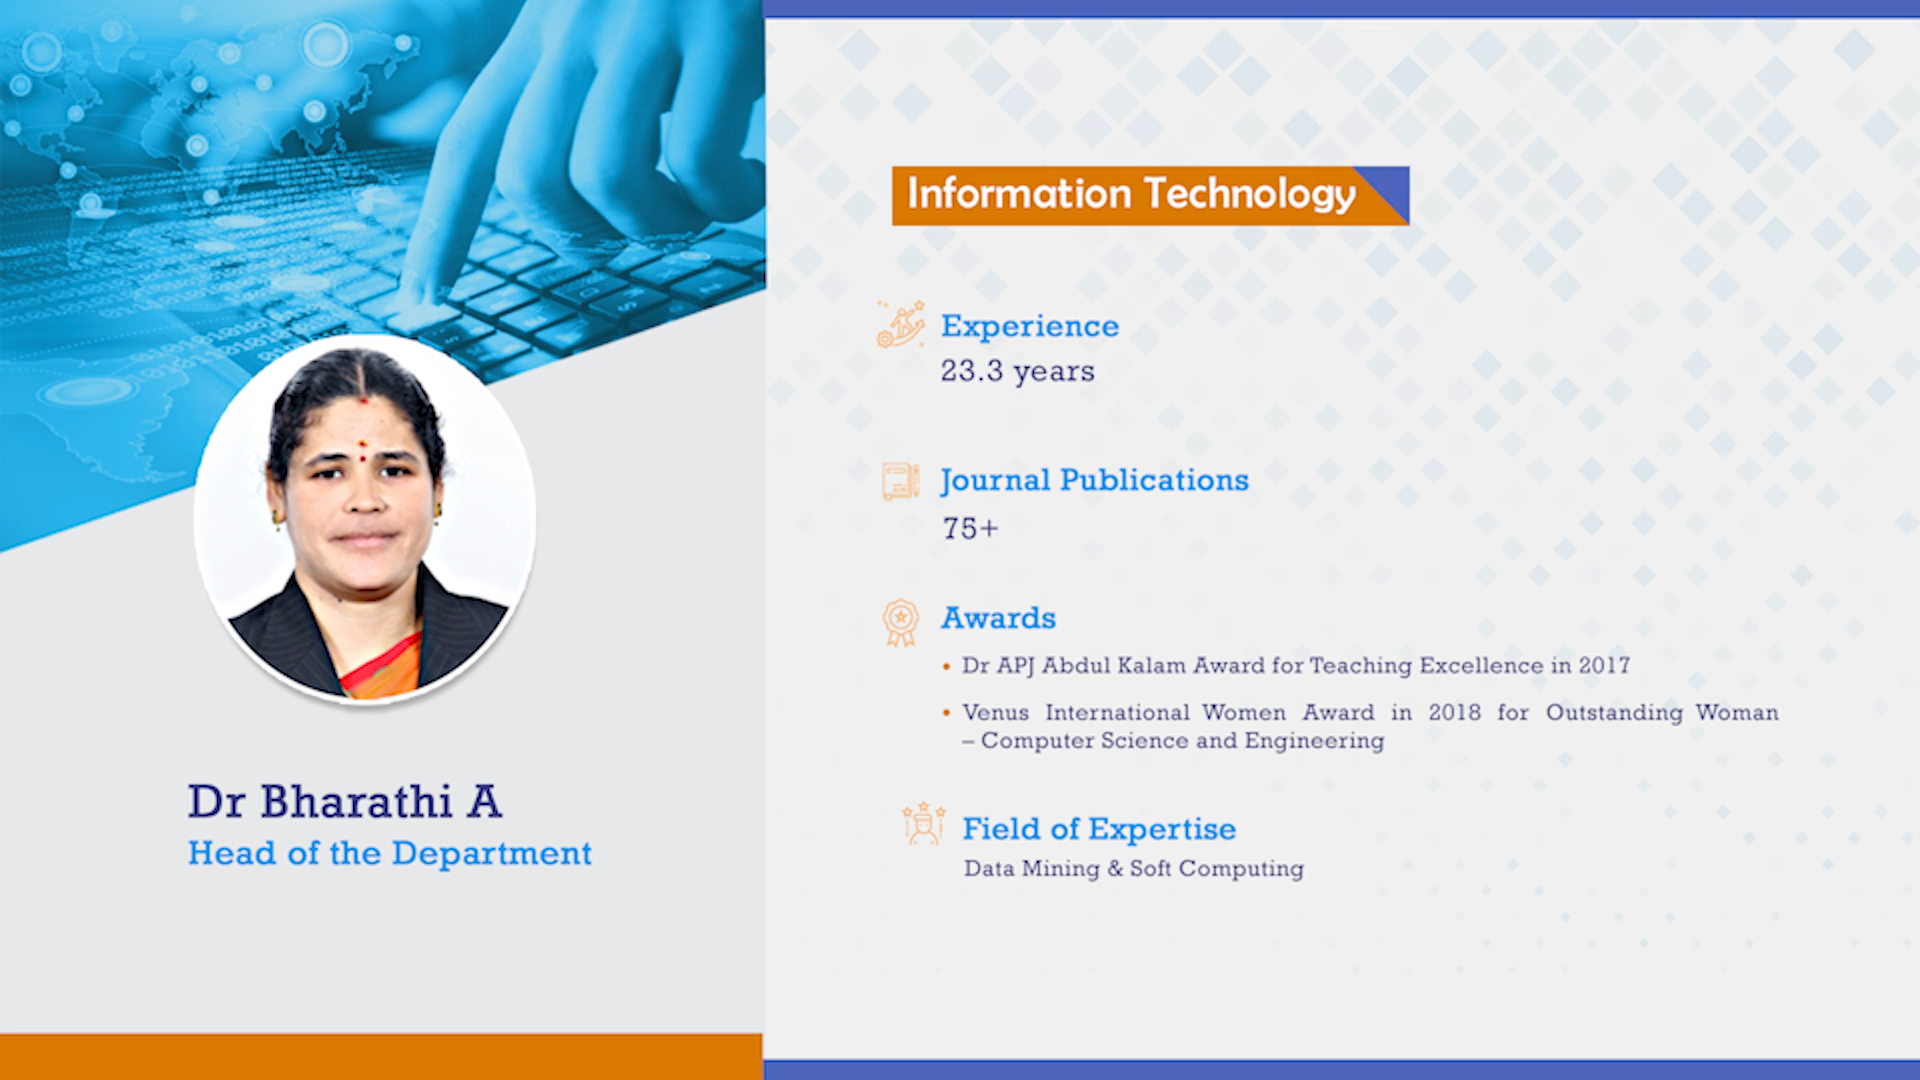 Information Technology
Experience
23.3 years
Journal Publications
75+
Awards
• Dr APJ Abdul Kalam Award for Teaching Excellence in 2017
• Venus International Women Award in 2018 for Outstanding Woman
– Computer Science and Engineering
Field of Expertise
Data Mining & Soft Computing
Dr Bharathi A
Head of the Department